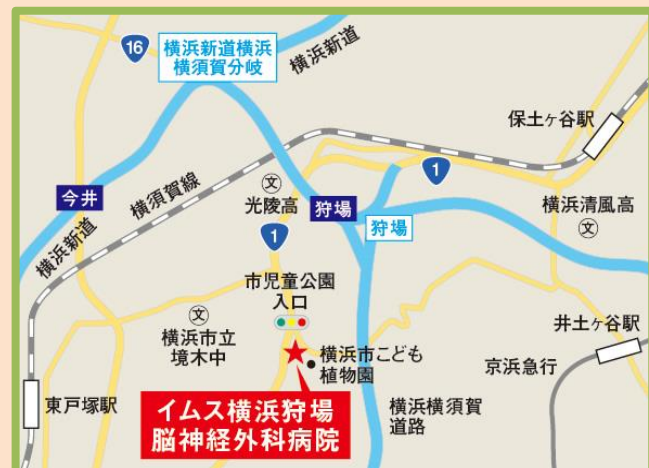 16
横浜新道横浜
横須賀分岐
横浜新道
保土ヶ谷駅
1
文
光陵高
狩場
狩場
横浜清風高
文
今井
横須賀線
横浜新道
1
市児童公園
入口
文
横浜市立
境木中
横浜市こども
植物園
井土ヶ谷駅
京浜急行
東戸塚駅
イムス横浜狩場
脳神経外科病院
横浜横須賀
道路